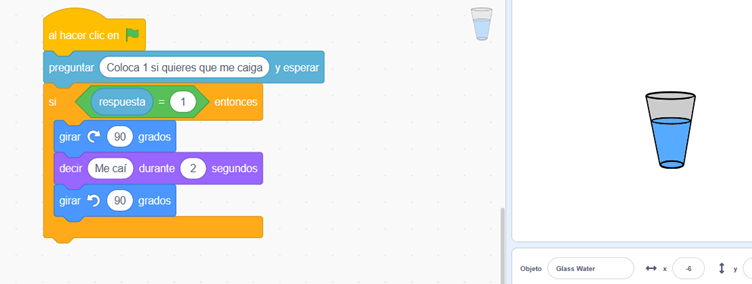 al hacer clic en
preguntar Coloca 1 si quieres que me caiga y esperar
si respuesta = 1 entonces
girar 90 grados
decir Me caí durante 2 segundos
girar 90 grados
Objeto Glass Water x -6 y